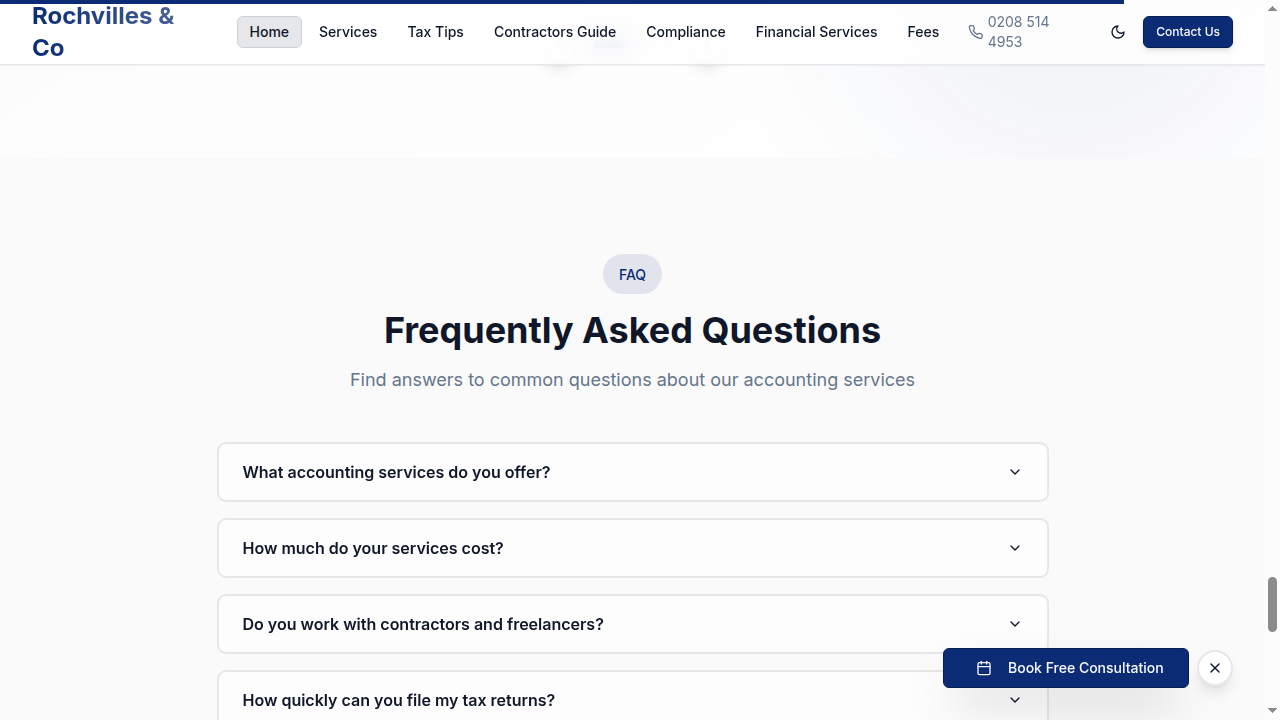 Rochvilles &
Co
Home
Services
Tax Tips
Contractors Guide
Compliance
Financial Services
Fees
0208 514
4953
Contact Us
FAQ
Frequently Asked Questions
Find answers to common questions about our accounting services
What accounting services do you offer?
How much do your services cost?
Do you work with contractors and freelancers?
Book Free Consultation
How quickly can you file my tax returns?